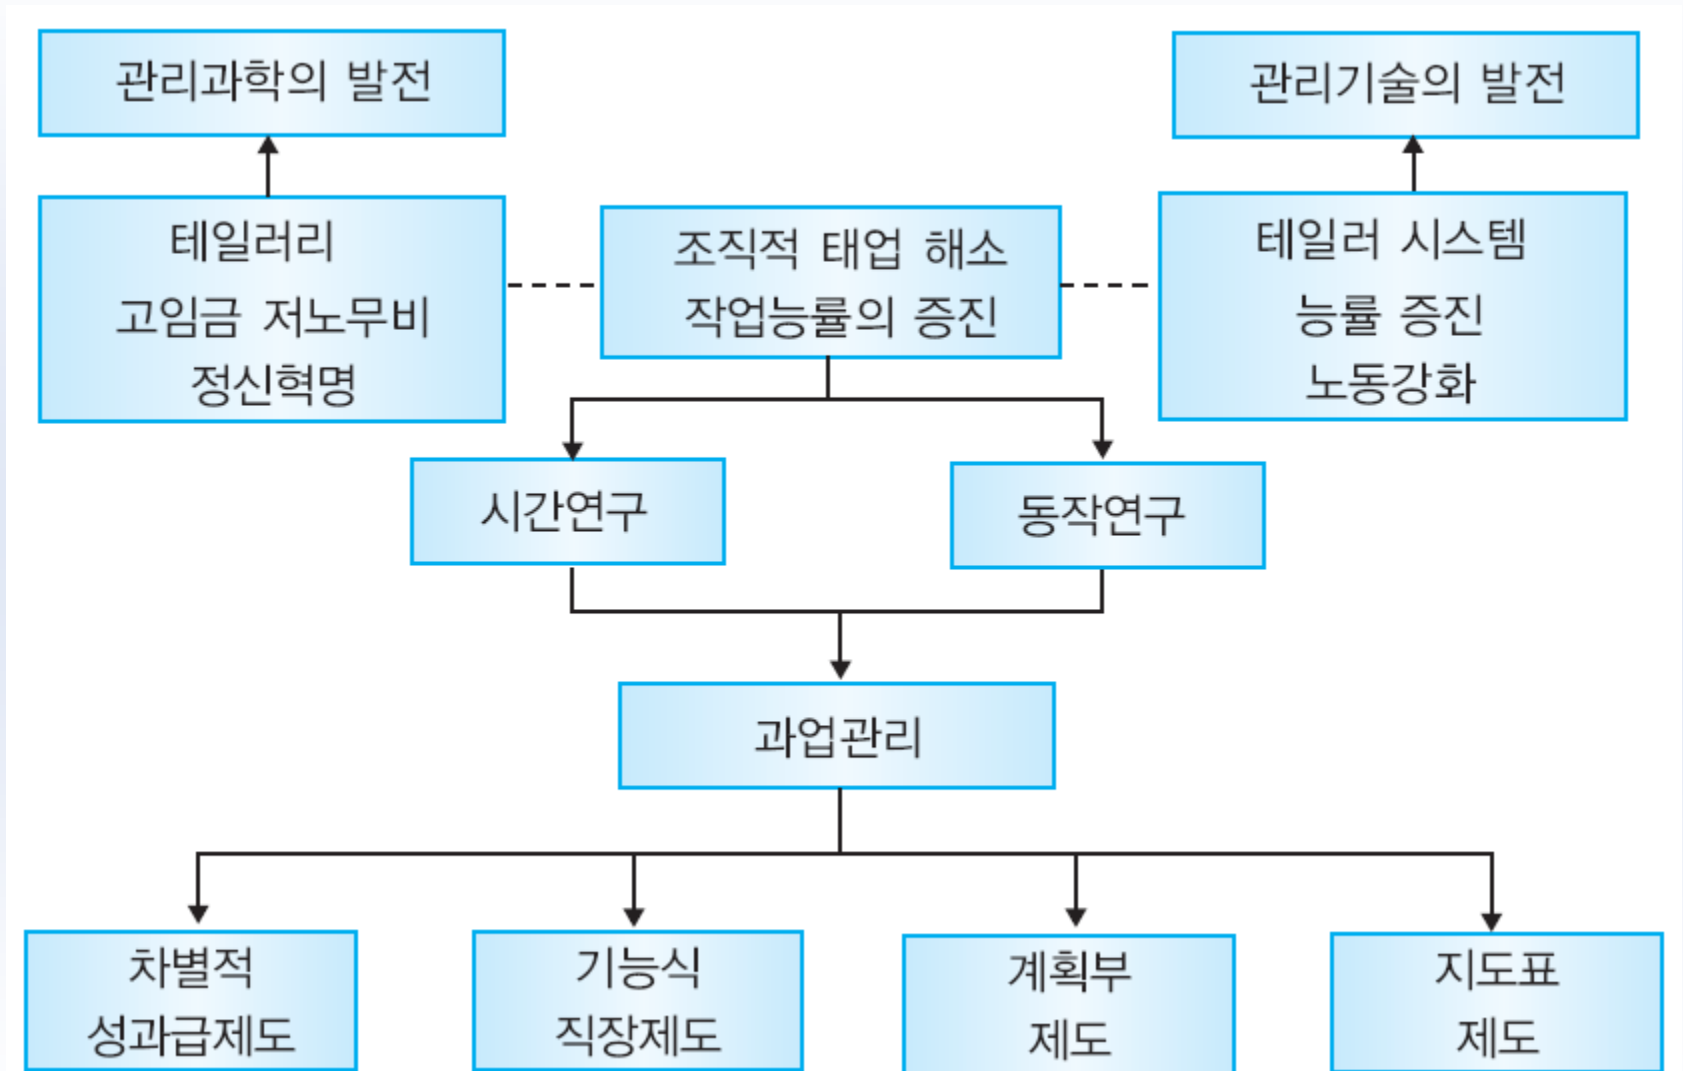 관리과학의 발전
관리기술의 발전
테일러리
고임금 저노무비
정신혁명
조직적 태업 해소
작업능률의 증진
테일러 시스템
능률 증진
노동강화
시간연구
동작연구
과업관리
차별적
성과급제도
기능식
직장제도
계획부
제도
지도표
제도